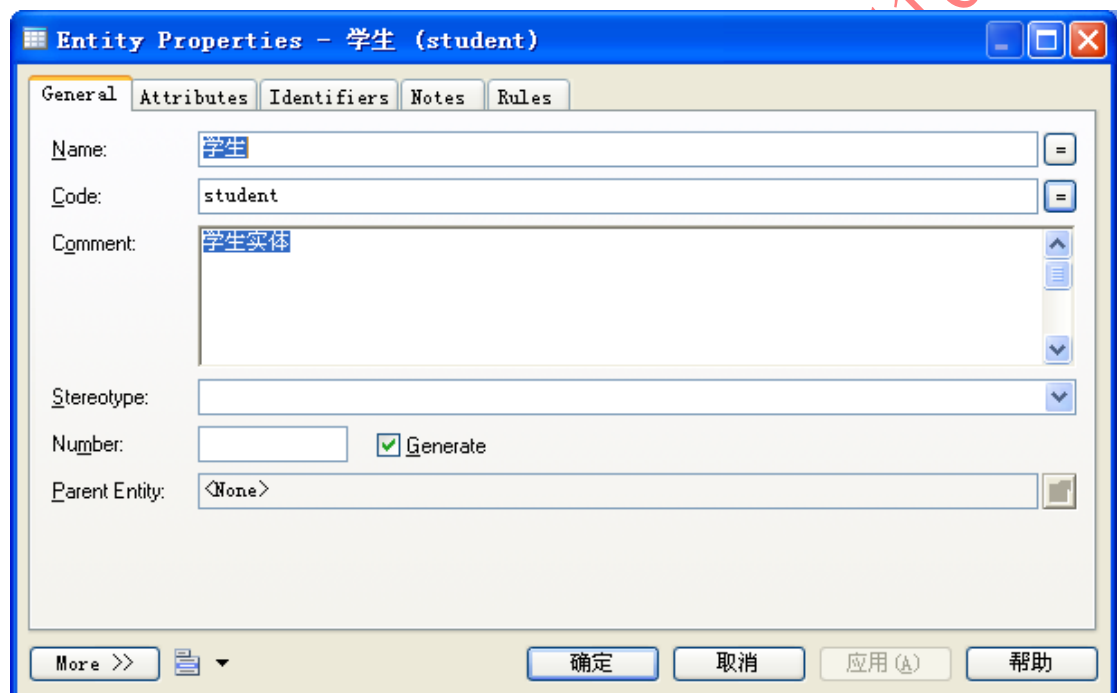 Entity Properties - 学生 (student)
General Attributes Identifiers Notes Rules
Name: 学生 =
Code: student =
Comment: 学生实体
Stereotype:
Number: Generate
Parent Entity: <None>
More >> 确定 取消 应用(A) 帮助